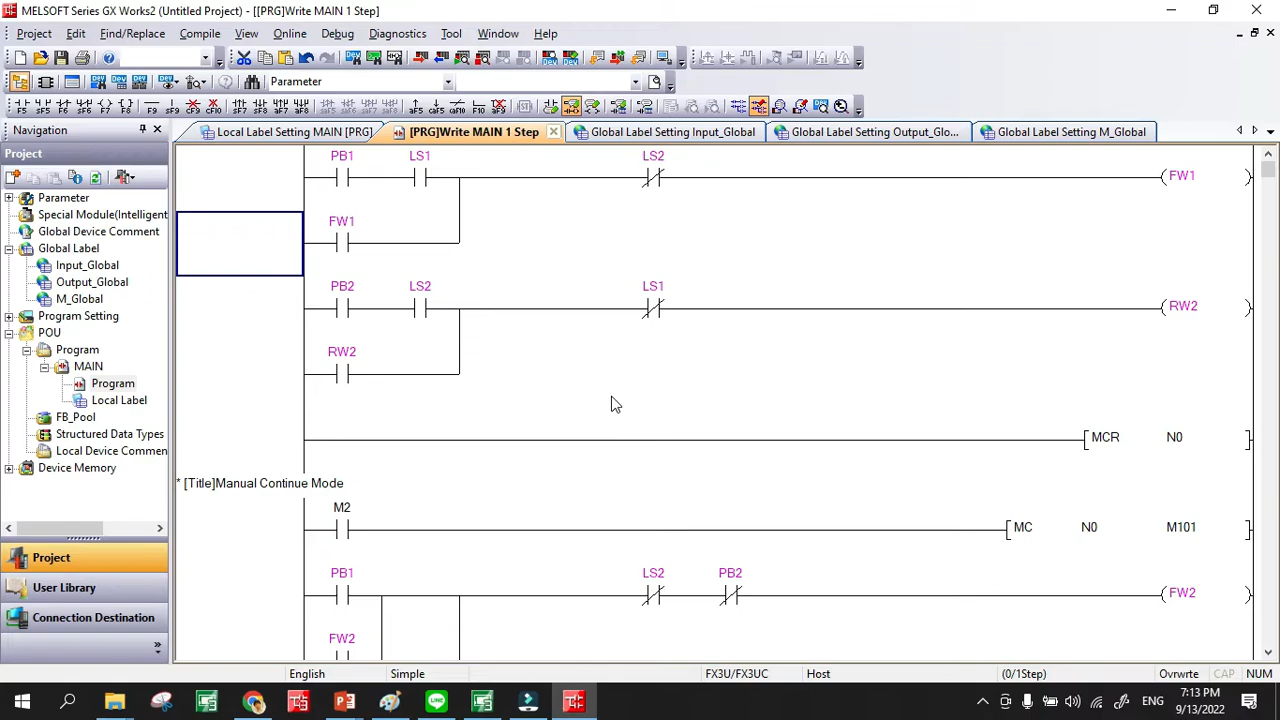 MELSOFT Series GX Works2 (Untitled Project) - [[PRG]Write MAIN 1 Step]
Project Edit Find/Replace Compile View Online Debug Diagnostics Tool Window Help
Parameter
Navigation
Local Label Setting MAIN [PRG] [PRG]Write MAIN 1 Step Global Label Setting Input_Global Global Label Setting Output_Glo... Global Label Setting M_Global
Project
Parameter
Special Module(Intelligent
Global Device Comment
Global Label
Input_Global
Output_Global
M_Global
Program Setting
POU
Program
MAIN
Program
Local Label
FB_Pool
Structured Data Types
Local Device Commen
Device Memory
Project
User Library
Connection Destination
PB1 LS1 LS2
FW1
FW1
PB2 LS2 LS1
RW2
RW2
MCR N0
* [Title]Manual Continue Mode
M2
MC N0 M101
PB1 LS2 PB2
FW2
FW2
English Simple FX3U/FX3UC Host (0/1Step) Ovrwrte CAP NUM
ENG
7:13 PM
9/13/2022